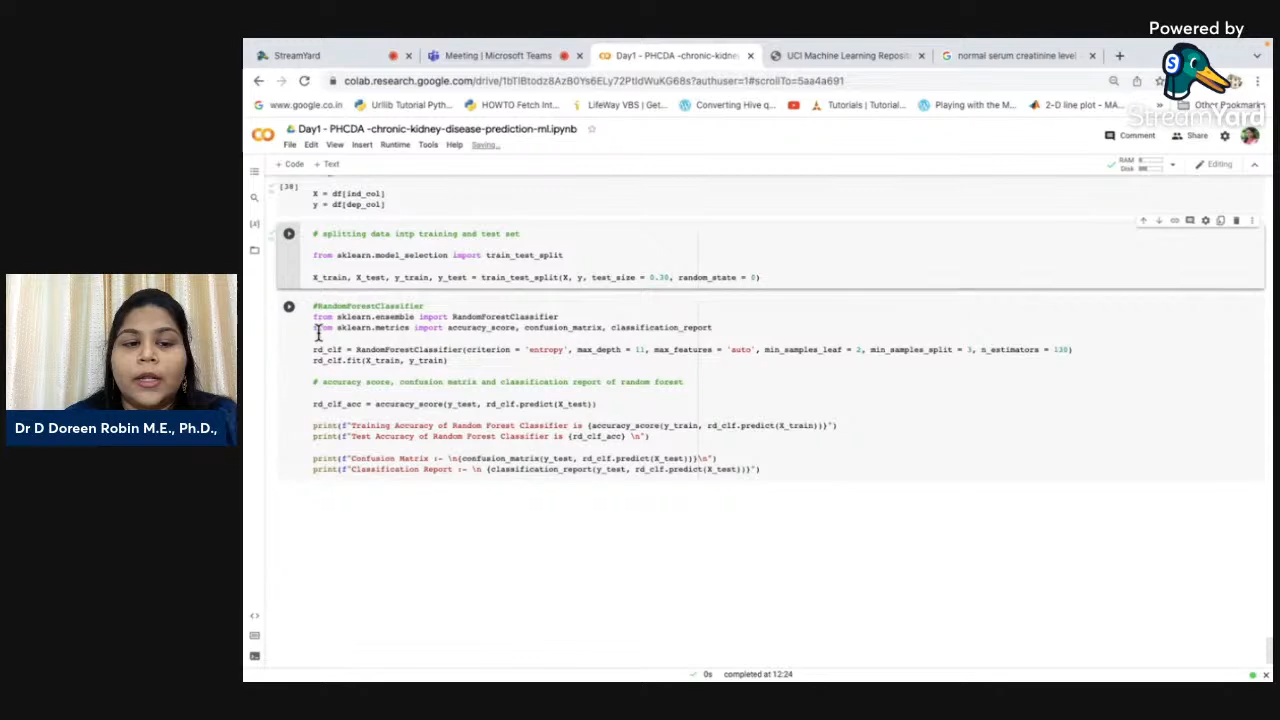 Powered by
StreamYard
StreamYard
Meeting | Microsoft Teams
Day1 - PHCDA -chronic-kidney-
UCI Machine Learning Reposit
normal serum creatinine level
colab.research.google.com/drive/1bTlBtodz8AzB0Ys6ELy72PtldWuKG68s?authuser=1#scrollTo=5aa4a691
www.google.co.in
Urllib Tutorial Pyth...
HOWTO Fetch Int...
LifeWay VBS | Get...
Converting Hive q...
Tutorials | Tutorial...
Playing with the M...
2-D line plot - MA...
Other Bookmarks
Day1 - PHCDA -chronic-kidney-disease-prediction-ml.ipynb
File Edit View Insert Runtime Tools Help Saving...
Comment
Share
+ Code + Text
RAM
Disk
Editing
[38]
X = df[ind_col]
y = df[dep_col]
# splitting data intp training and test set
from sklearn.model_selection import train_test_split
X_train, X_test, y_train, y_test = train_test_split(X, y, test_size = 0.30, random_state = 0)
#RandomForestClassifier
from sklearn.ensemble import RandomForestClassifier
from sklearn.metrics import accuracy_score, confusion_matrix, classification_report
rd_clf = RandomForestClassifier(criterion = 'entropy', max_depth = 11, max_features = 'auto', min_samples_leaf = 2, min_samples_split = 3, n_estimators = 130)
rd_clf.fit(X_train, y_train)
# accuracy score, confusion matrix and classification report of random forest
rd_clf_acc = accuracy_score(y_test, rd_clf.predict(X_test))
print(f"Training Accuracy of Random Forest Classifier is {accuracy_score(y_train, rd_clf.predict(X_train))}")
print(f"Test Accuracy of Random Forest Classifier is {rd_clf_acc} \n")
print(f"Confusion Matrix :- \n{confusion_matrix(y_test, rd_clf.predict(X_test))}\n")
print(f"Classification Report :- \n {classification_report(y_test, rd_clf.predict(X_test))}")
Dr D Doreen Robin M.E., Ph.D.,
0s completed at 12:24